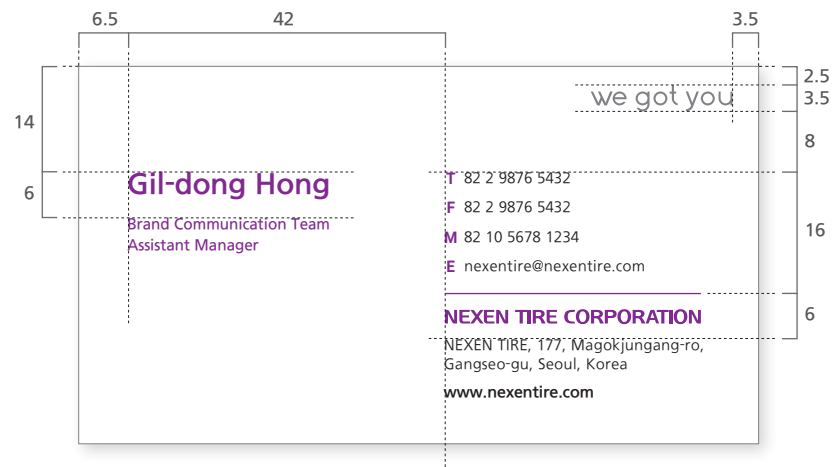 6.5
42
3.5
2.5
3.5
we got you
14
8
Gil-dong Hong
6
Brand Communication Team
Assistant Manager
T 82 2 9876 5432
F 82 2 9876 5432
M 82 10 5678 1234
E nexentire@nexentire.com
16
NEXEN TIRE CORPORATION
6
NEXEN TIRE, 177, Magokjungang-ro,
Gangseo-gu, Seoul, Korea
www.nexentire.com